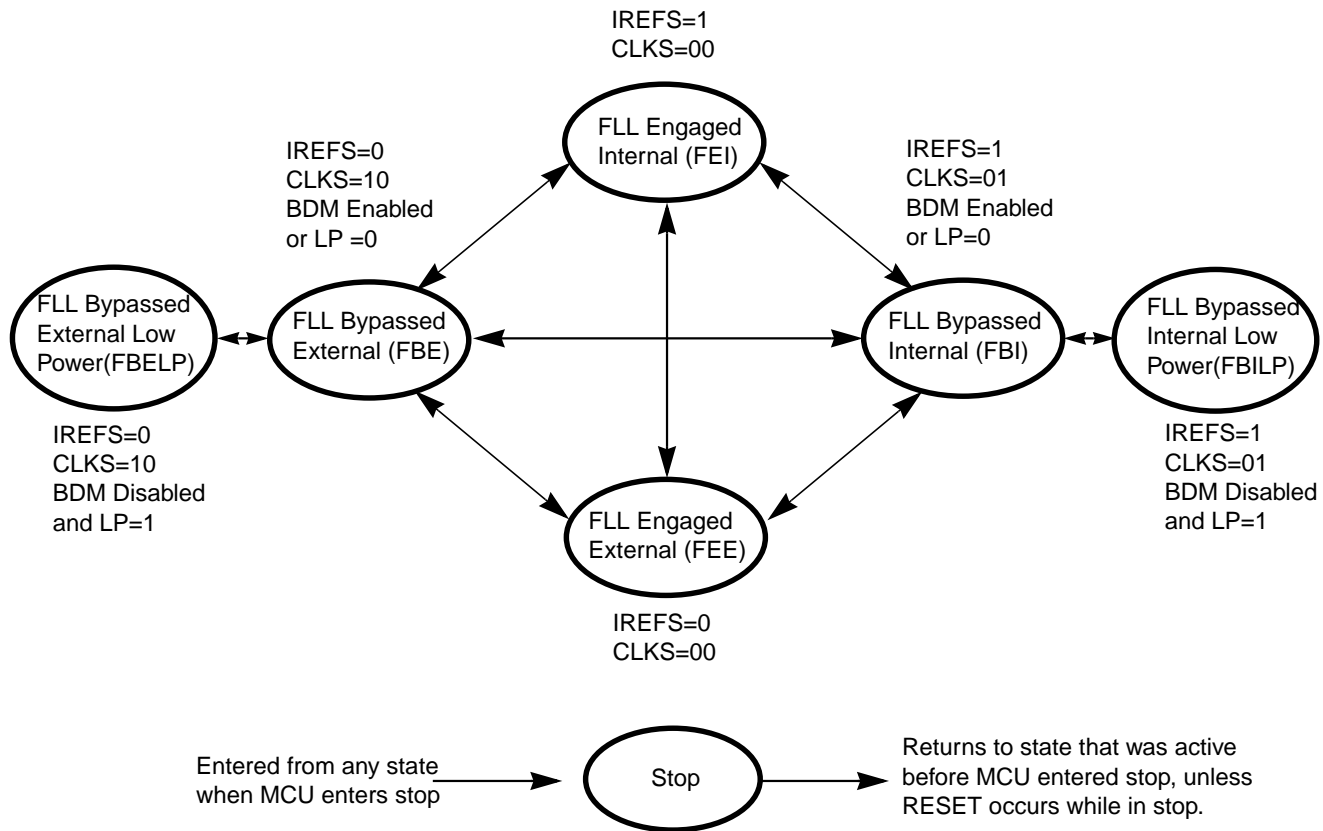 IREFS=1
CLKS=00
FLL Engaged
Internal (FEI)
IREFS=0
CLKS=10
BDM Enabled
or LP =0
IREFS=1
CLKS=01
BDM Enabled
or LP=0
FLL Bypassed
External Low
Power(FBELP)
FLL Bypassed
External (FBE)
FLL Bypassed
Internal (FBI)
FLL Bypassed
Internal Low
Power(FBILP)
IREFS=0
CLKS=10
BDM Disabled
and LP=1
IREFS=1
CLKS=01
BDM Disabled
and LP=1
FLL Engaged
External (FEE)
IREFS=0
CLKS=00
Entered from any state
when MCU enters stop
Stop
Returns to state that was active
before MCU entered stop, unless
RESET occurs while in stop.